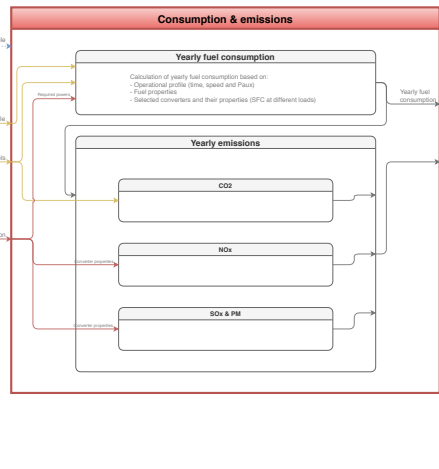 Consumption & emissions
Yearly fuel consumption
Calculation of yearly fuel consumption based on:
- Operational profile (time, speed and Paux)
- Fuel properties
- Selected converters and their properties (SFC at different loads)
Required powers
Yearly fuel
consumption
Yearly emissions
CO2
NOx
Converter properties
SOx & PM
Converter properties